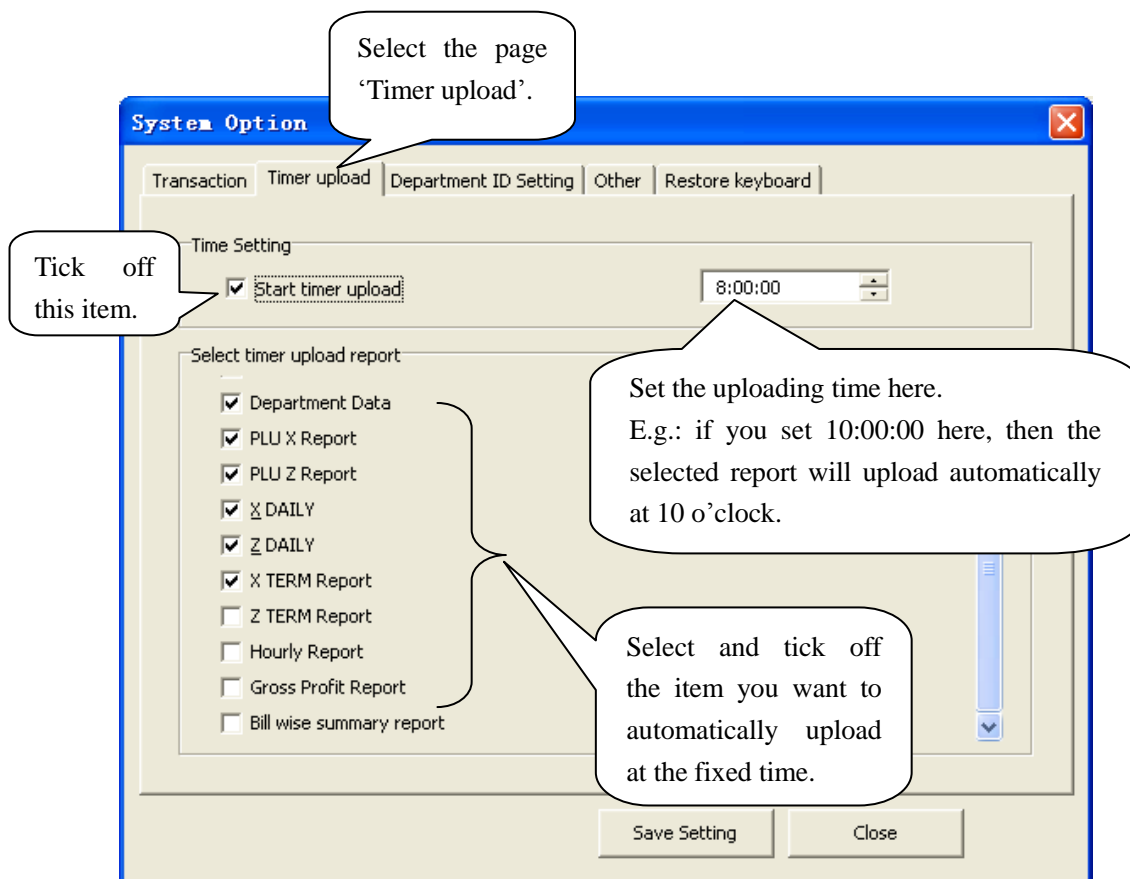 Select the page
‘Timer upload’.
System Option
Transaction
Timer upload
Department ID Setting
Other
Restore keyboard
Time Setting
Tick off
this item.
Start timer upload
8:00:00
Select timer upload report
Set the uploading time here.
E.g.: if you set 10:00:00 here, then the
selected report will upload automatically
at 10 o’clock.
Department Data
PLU X Report
PLU Z Report
X DAILY
Z DAILY
X TERM Report
Z TERM Report
Hourly Report
Gross Profit Report
Bill wise summary report
Select and tick off
the item you want to
automatically upload
at the fixed time.
Save Setting
Close